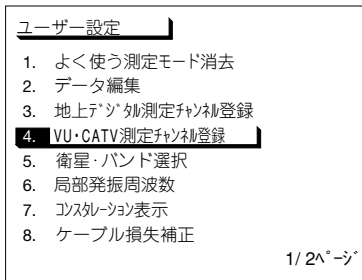 ユーザー設定
1. よく使う測定モード消去
2. データ編集
3. 地上ﾃﾞｼﾞﾀﾙ測定ﾁｬﾝﾈﾙ登録
4. VU･CATV測定ﾁｬﾝﾈﾙ登録
5. 衛星･バンド選択
6. 局部発振周波数
7. ｺﾝｽﾀﾚｰｼｮﾝ表示
8. ケーブル損失補正
1/ 2ﾍﾟｰｼﾞ